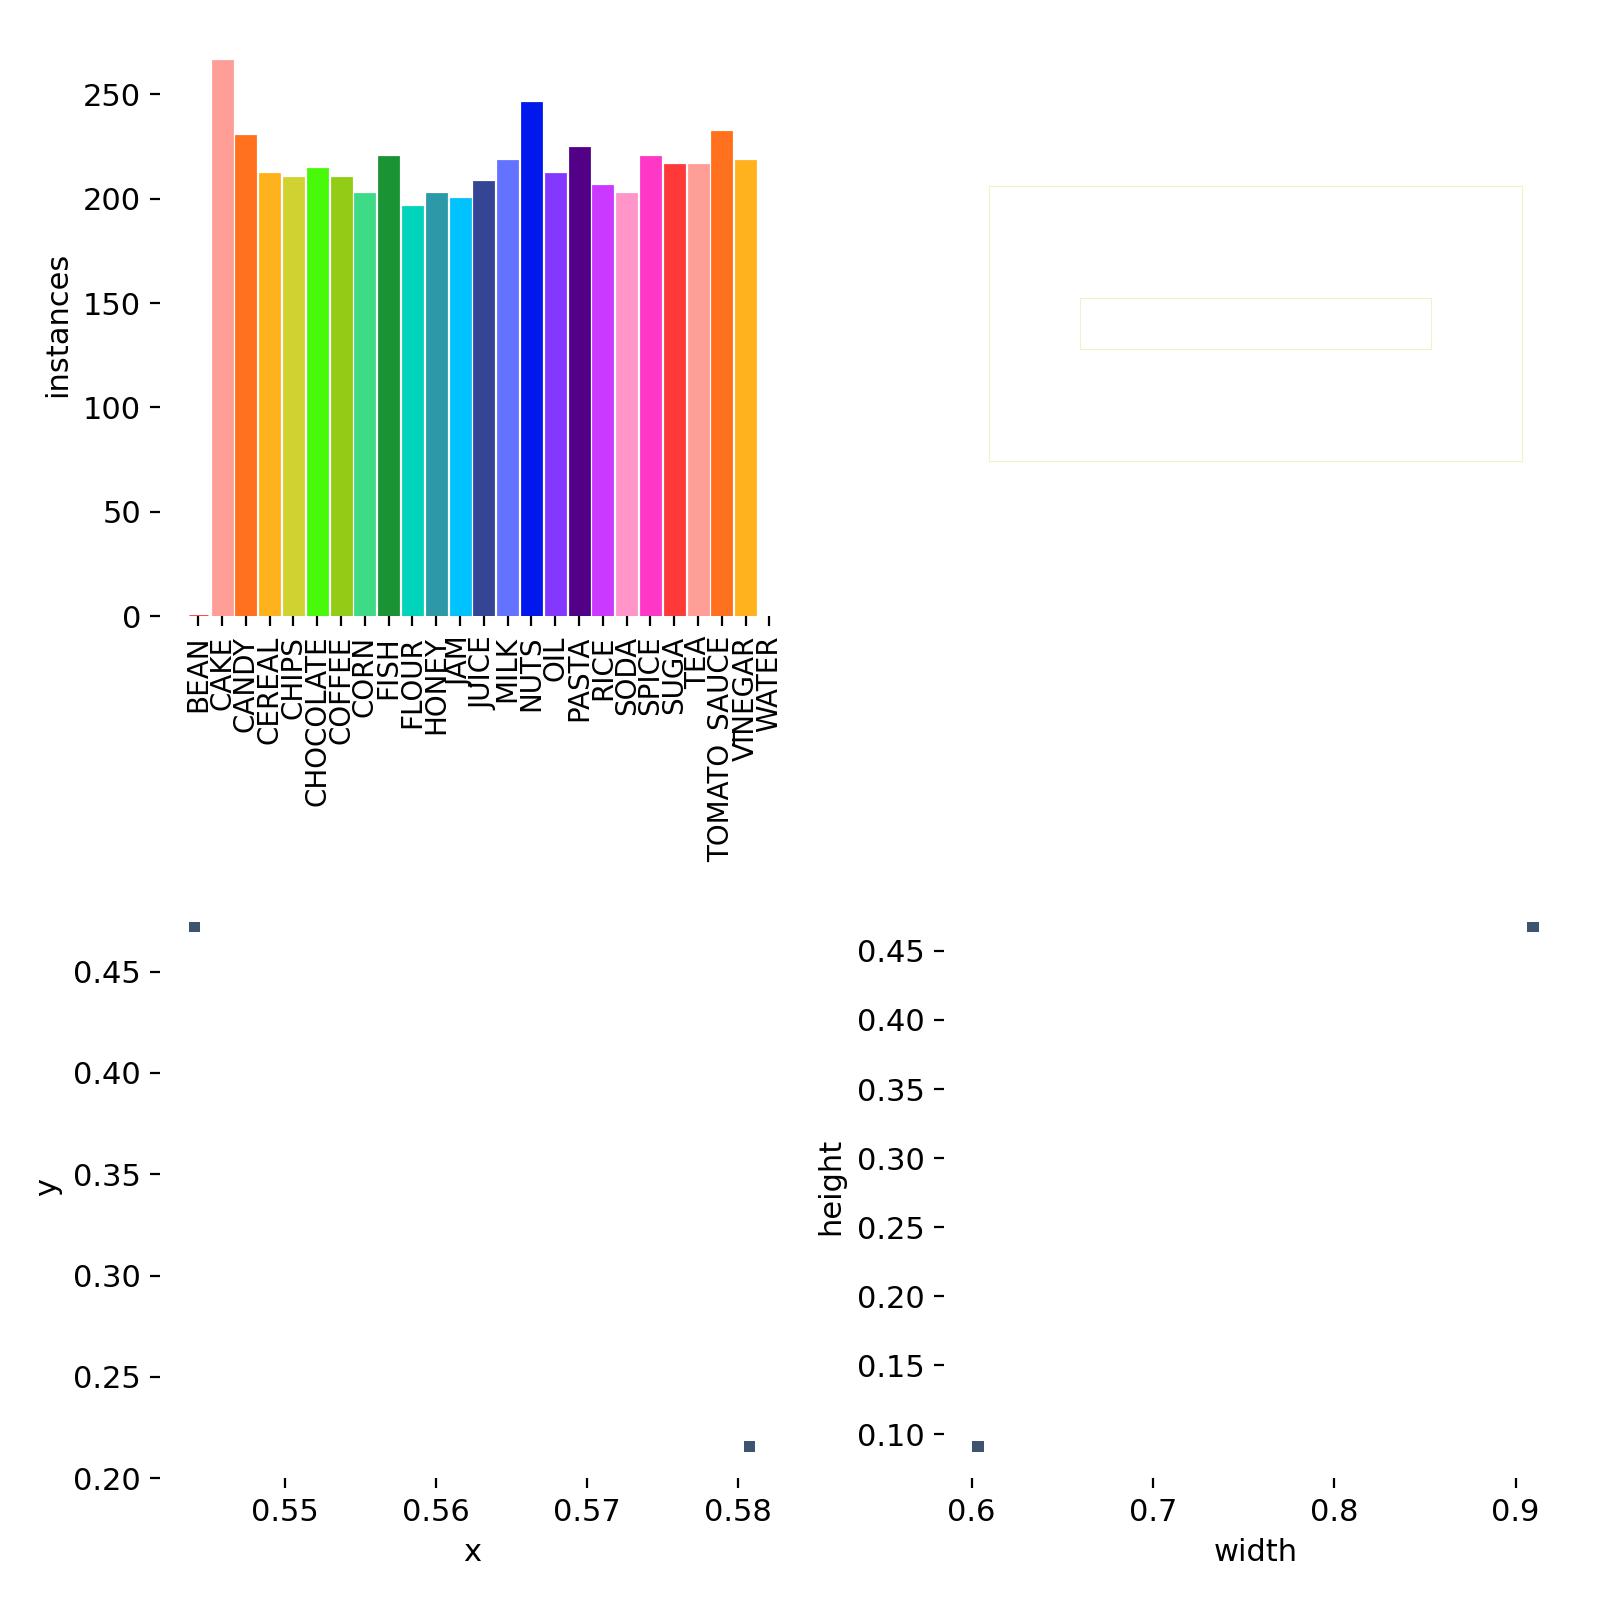 250
200
150
100
50
0
instances
BEAN
CAKE
CANDY
CEREAL
CHIPS
CHOCOLATE
COFFEE
CORN
FISH
FLOUR
HONEY
JAM
JUICE
MILK
NUTS
OIL
PASTA
RICE
SODA
SPICE
SUGA
TEA
TOMATO_SAUCE
VINEGAR
WATER
0.45
0.40
0.35
0.30
0.25
0.20
y
0.55 0.56 0.57 0.58
x
0.45
0.40
0.35
0.30
0.25
0.20
0.15
0.10
height
0.6 0.7 0.8 0.9
width